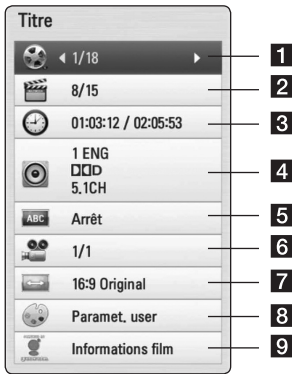 Titre
1/18 1
8/15 2
01:03:12 / 02:05:53 3
1 ENG
DD D
5.1CH 4
ABC Arrêt 5
1/1 6
16:9 Original 7
Paramet. user 8
Informations film 9